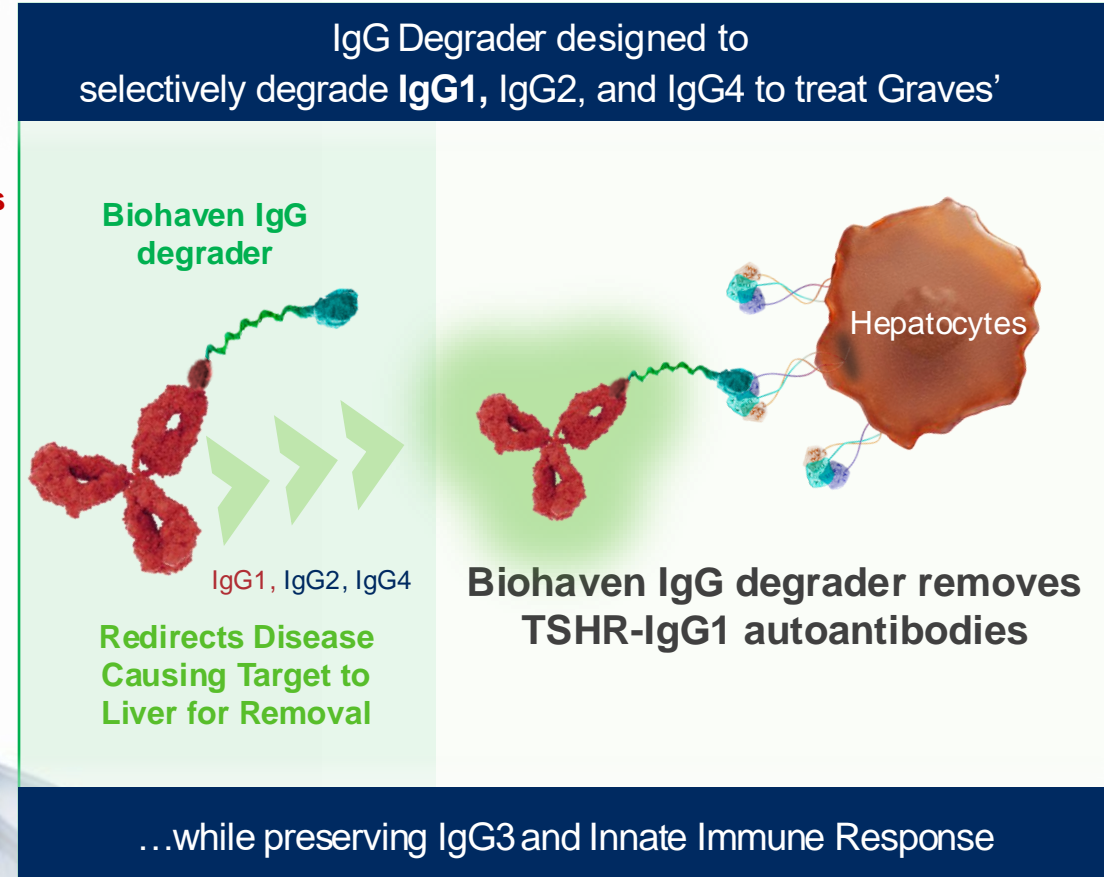 IgG Degrader designed to
selectively degrade IgG1, IgG2, and IgG4 to treat Graves’
Biohaven IgG
degrader
Hepatocytes
IgG1, IgG2, IgG4
Redirects Disease
Causing Target to
Liver for Removal
Biohaven IgG degrader removes
TSHR-IgG1 autoantibodies
…while preserving IgG3 and Innate Immune Response